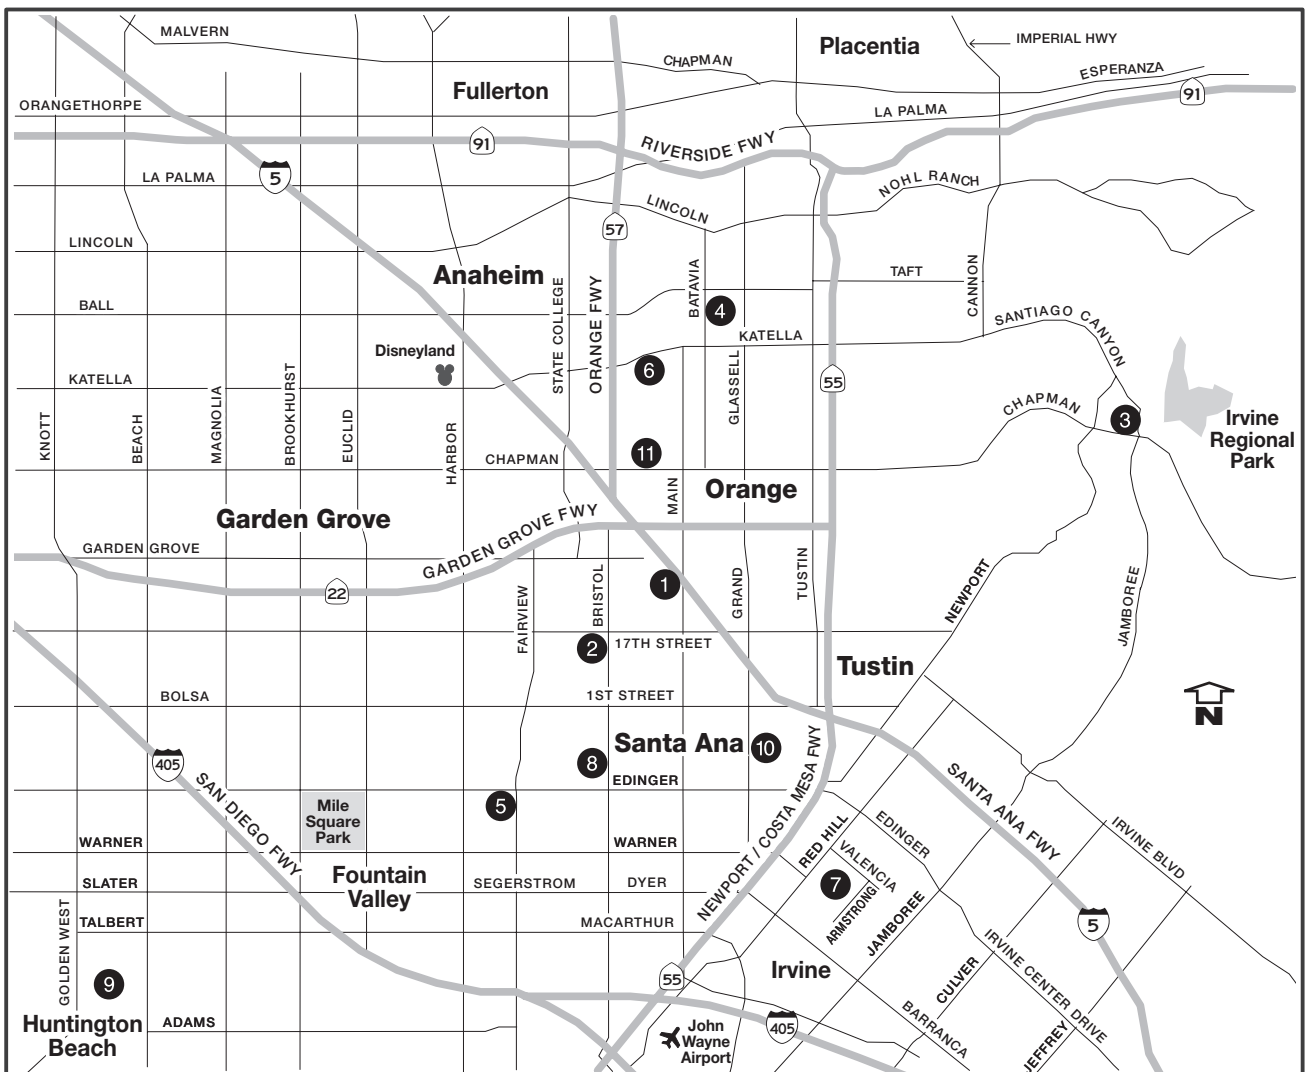 MALVERN
CHAPMAN
Placentia
IMPERIAL HWY
ESPERANZA
Fullerton
91
ORANGETHORPE
LA PALMA
91
RIVERSIDE FWY
5
LA PALMA
NOHL RANCH
LINCOLN
57
LINCOLN
Anaheim
STATE COLLEGE
ORANGE FWY
BATAVIA
TAFT
CANNON
BALL
4
SANTIAGO CANYON
KATELLA
Disneyland
6
GLASSELL
55
KATELLA
KNOTT
BEACH
MAGNOLIA
BROOKHURST
EUCLID
HARBOR
CHAPMAN
3
Irvine
Regional
Park
11
CHAPMAN
MAIN
Orange
Garden Grove
GARDEN GROVE FWY
GARDEN GROVE
22
FAIRVIEW
BRISTOL
1
GRAND
TUSTIN
NEWPORT
JAMBOREE
2
17TH STREET
Tustin
BOLSA
1ST STREET
N
405
SAN DIEGO FWY
Santa Ana
10
8
EDINGER
NEWPORT / COSTA MESA FWY
SANTA ANA FWY
Mile
Square
Park
5
WARNER
WARNER
RED HILL
EDINGER
IRVINE BLVD
VALENCIA
7
ARMSTRONG
JAMBOREE
Fountain
Valley
SLATER
SEGERSTROM
DYER
TALBERT
MACARTHUR
5
GOLDEN WEST
9
55
Irvine
CULVER
IRVINE CENTER DRIVE
Huntington
Beach
ADAMS
John
Wayne
Airport
405
BARRANCA
JEFFREY